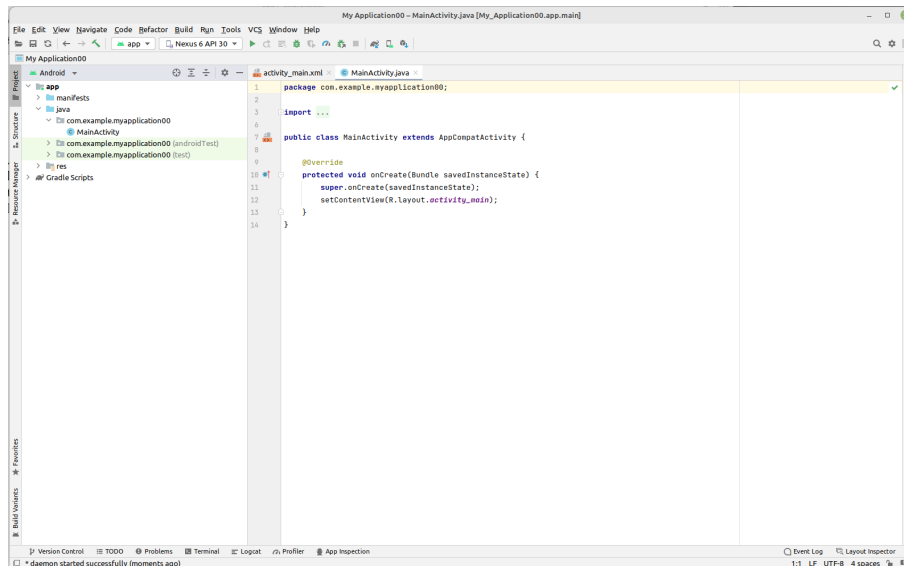 My Application00 – MainActivity.java [My_Application00.app.main]
File Edit View Navigate Code Refactor Build Run Tools VCS Window Help
app Nexus 6 API 30
My Application00
Project
Structure
Resource Manager
Favorites
Build Variants
Android
app
manifests
java
com.example.myapplication00
MainActivity
com.example.myapplication00 (androidTest)
com.example.myapplication00 (test)
res
Gradle Scripts
activity_main.xml MainActivity.java
1 package com.example.myapplication00;
2
3 import ...
6
7 public class MainActivity extends AppCompatActivity {
8
9 @Override
10 protected void onCreate(Bundle savedInstanceState) {
11 super.onCreate(savedInstanceState);
12 setContentView(R.layout.activity_main);
13 }
14 }
Version Control TODO Problems Terminal Logcat Profiler App Inspection Event Log Layout Inspector
* daemon started successfully (moments ago) 1:1 LF UTF-8 4 spaces